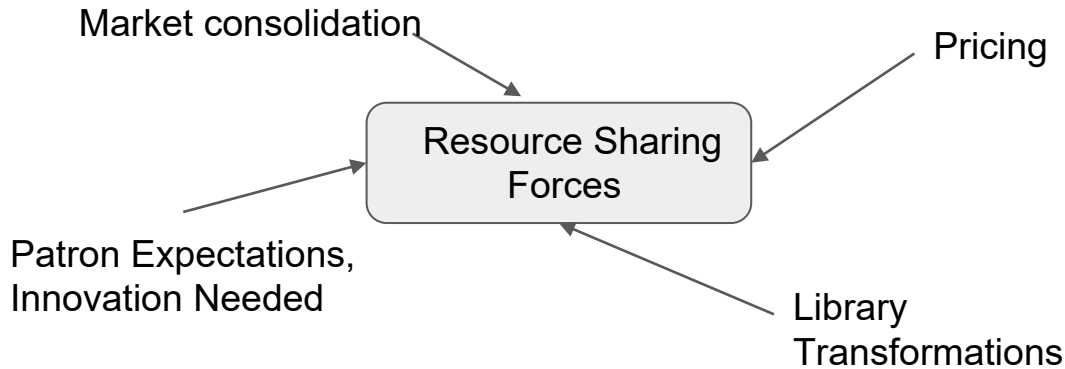 Market consolidation
Pricing
Resource Sharing
Forces
Patron Expectations,
Innovation Needed
Library
Transformations